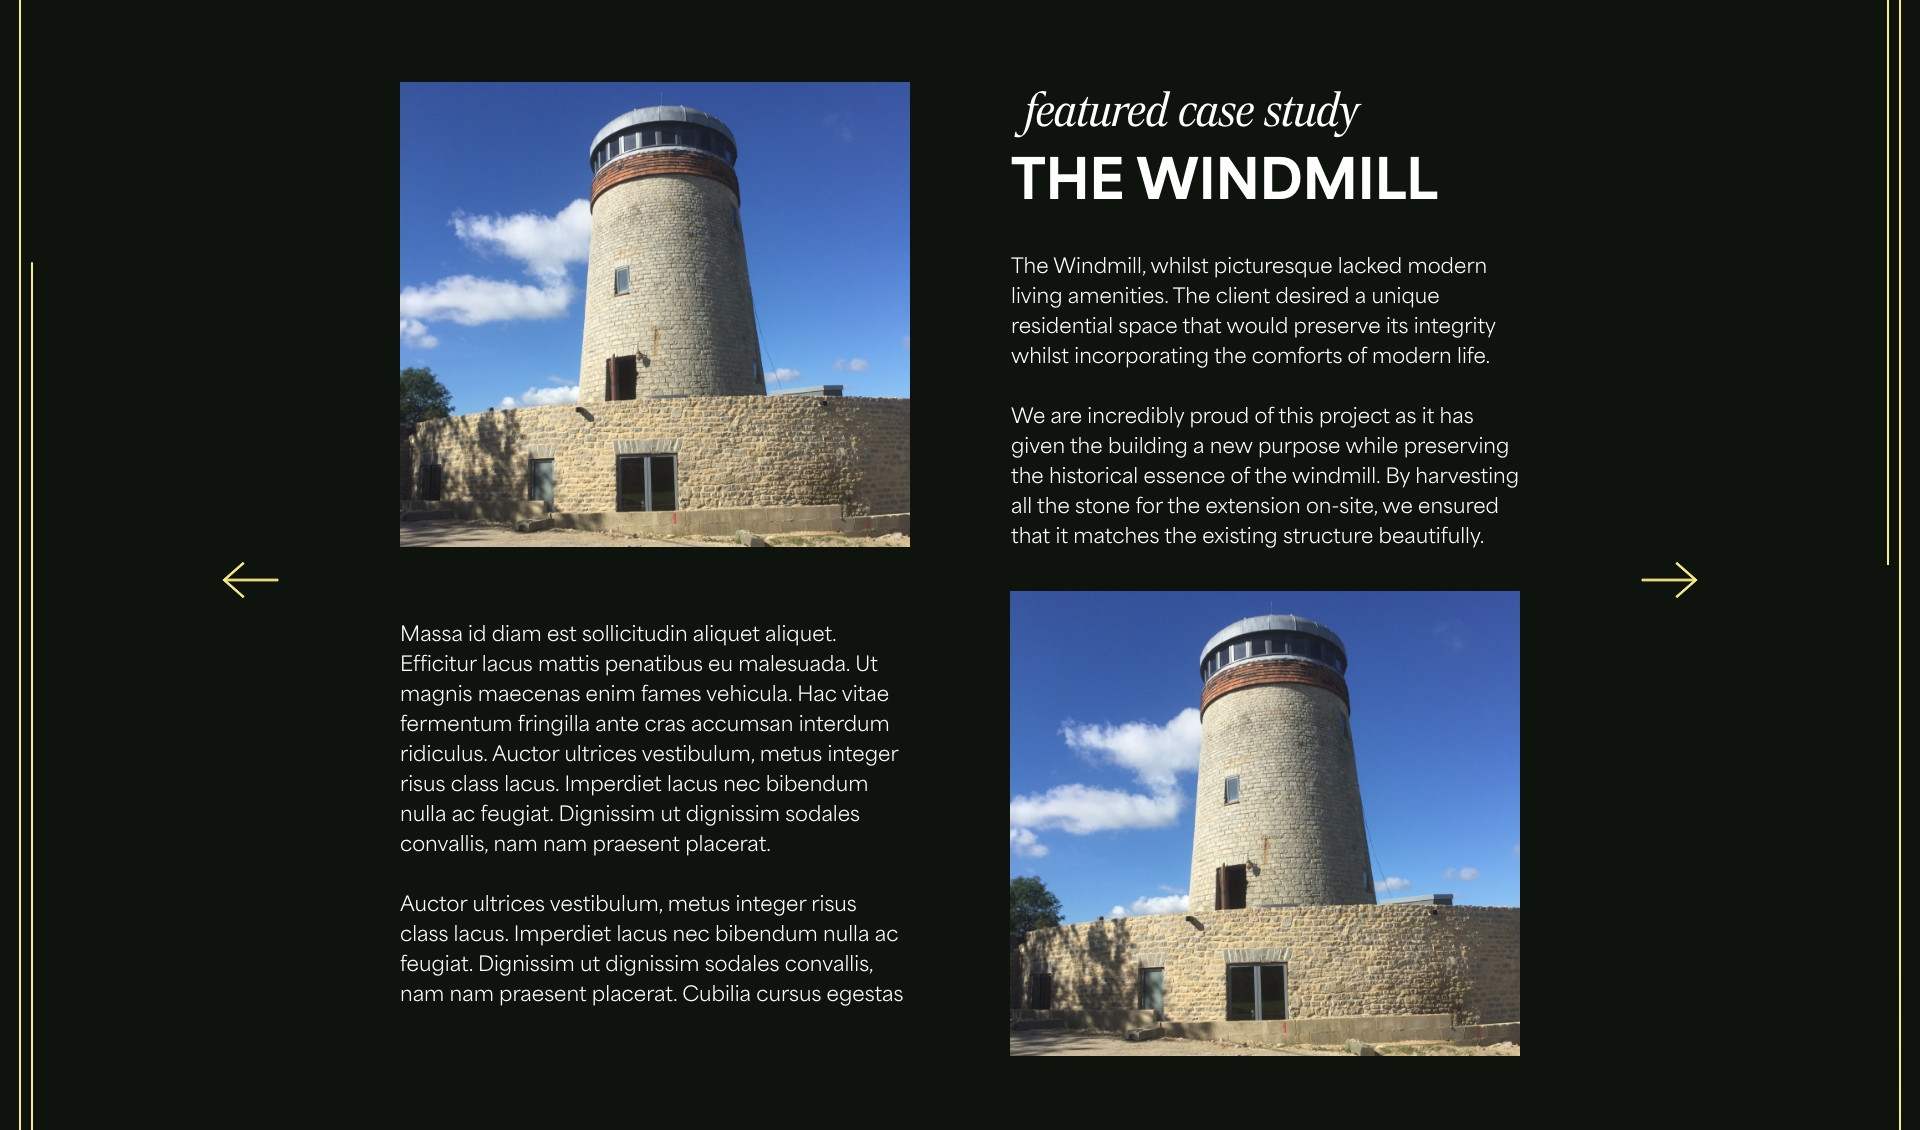 featured case study
THE WINDMILL
The Windmill, whilst picturesque lacked modern
living amenities. The client desired a unique
residential space that would preserve its integrity
whilst incorporating the comforts of modern life.
We are incredibly proud of this project as it has
given the building a new purpose while preserving
the historical essence of the windmill. By harvesting
all the stone for the extension on-site, we ensured
that it matches the existing structure beautifully.
Massa id diam est sollicitudin aliquet aliquet.
Efficitur lacus mattis penatibus eu malesuada. Ut
magnis maecenas enim fames vehicula. Hac vitae
fermentum fringilla ante cras accumsan interdum
ridiculus. Auctor ultrices vestibulum, metus integer
risus class lacus. Imperdiet lacus nec bibendum
nulla ac feugiat. Dignissim ut dignissim sodales
convallis, nam nam praesent placerat.
Auctor ultrices vestibulum, metus integer risus
class lacus. Imperdiet lacus nec bibendum nulla ac
feugiat. Dignissim ut dignissim sodales convallis,
nam nam praesent placerat. Cubilia cursus egestas